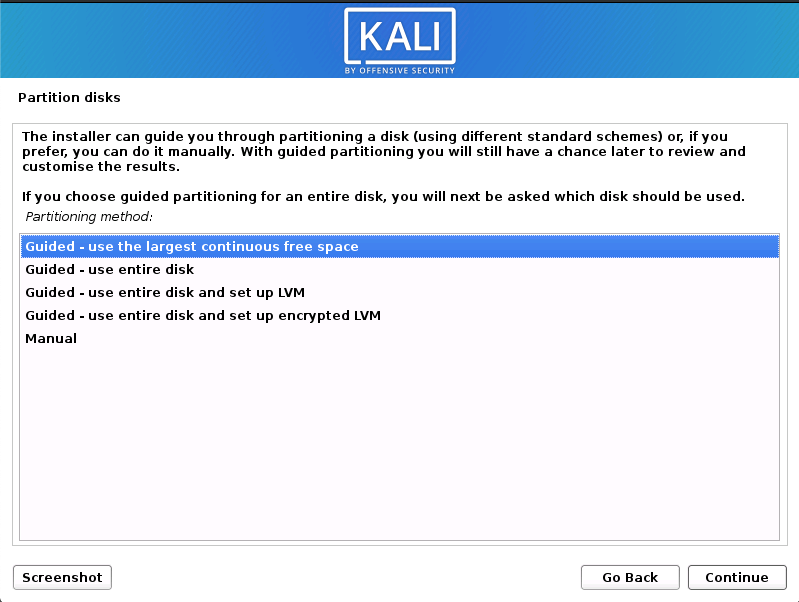 KALI
BY OFFENSIVE SECURITY
Partition disks
The installer can guide you through partitioning a disk (using different standard schemes) or, if you
prefer, you can do it manually. With guided partitioning you will still have a chance later to review and
customise the results.
If you choose guided partitioning for an entire disk, you will next be asked which disk should be used.
Partitioning method:
Guided - use the largest continuous free space
Guided - use entire disk
Guided - use entire disk and set up LVM
Guided - use entire disk and set up encrypted LVM
Manual
Screenshot
Go Back
Continue